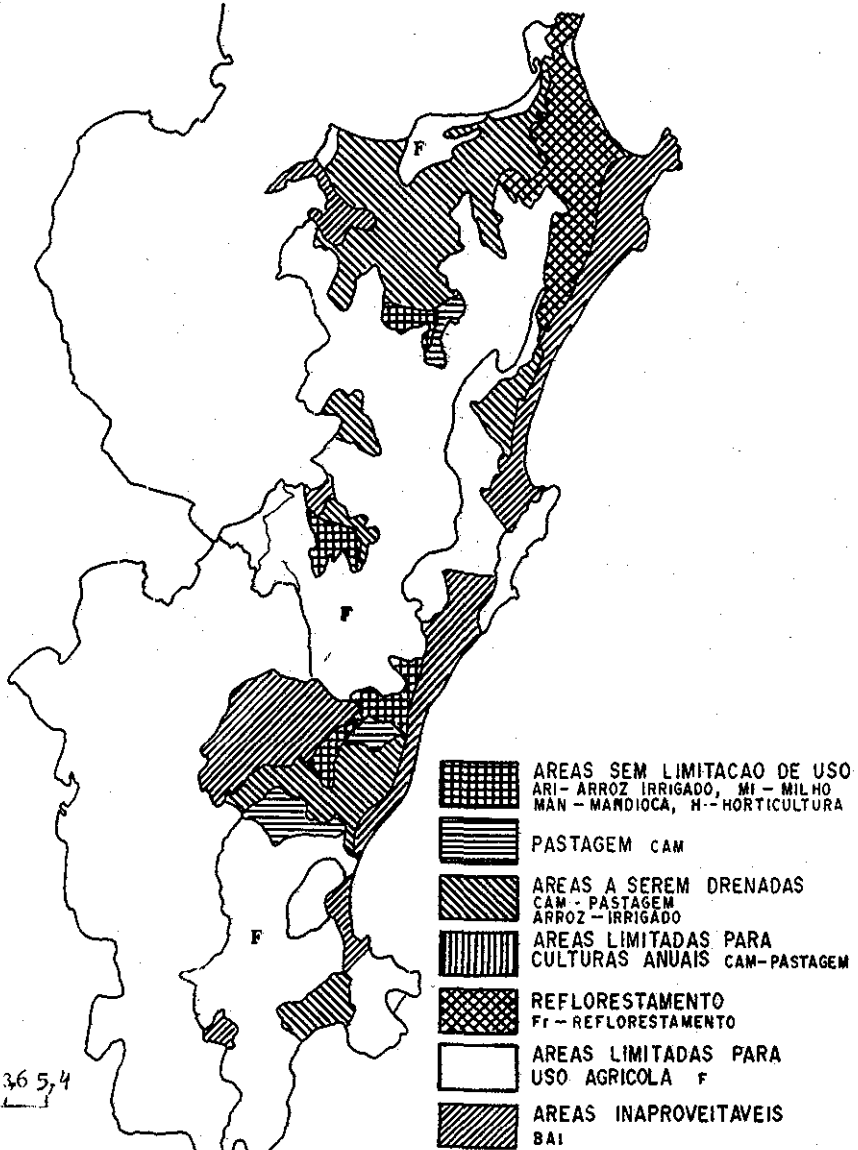 F
F
F
3,6 5,4
AREAS SEM LIMITACAO DE USO
ARI- ARROZ IRRIGADO, MI - MILHO
MAN - MANDIOCA, H-- HORTICULTURA
PASTAGEM CAM
AREAS A SEREM DRENADAS
CAM - PASTAGEM
ARROZ - IRRIGADO
AREAS LIMITADAS PARA
CULTURAS ANUAIS CAM-PASTAGEM
REFLORESTAMENTO
Fr - REFLORESTAMENTO
AREAS LIMITADAS PARA
USO AGRICOLA F
AREAS INAPROVEITAVEIS
BAI